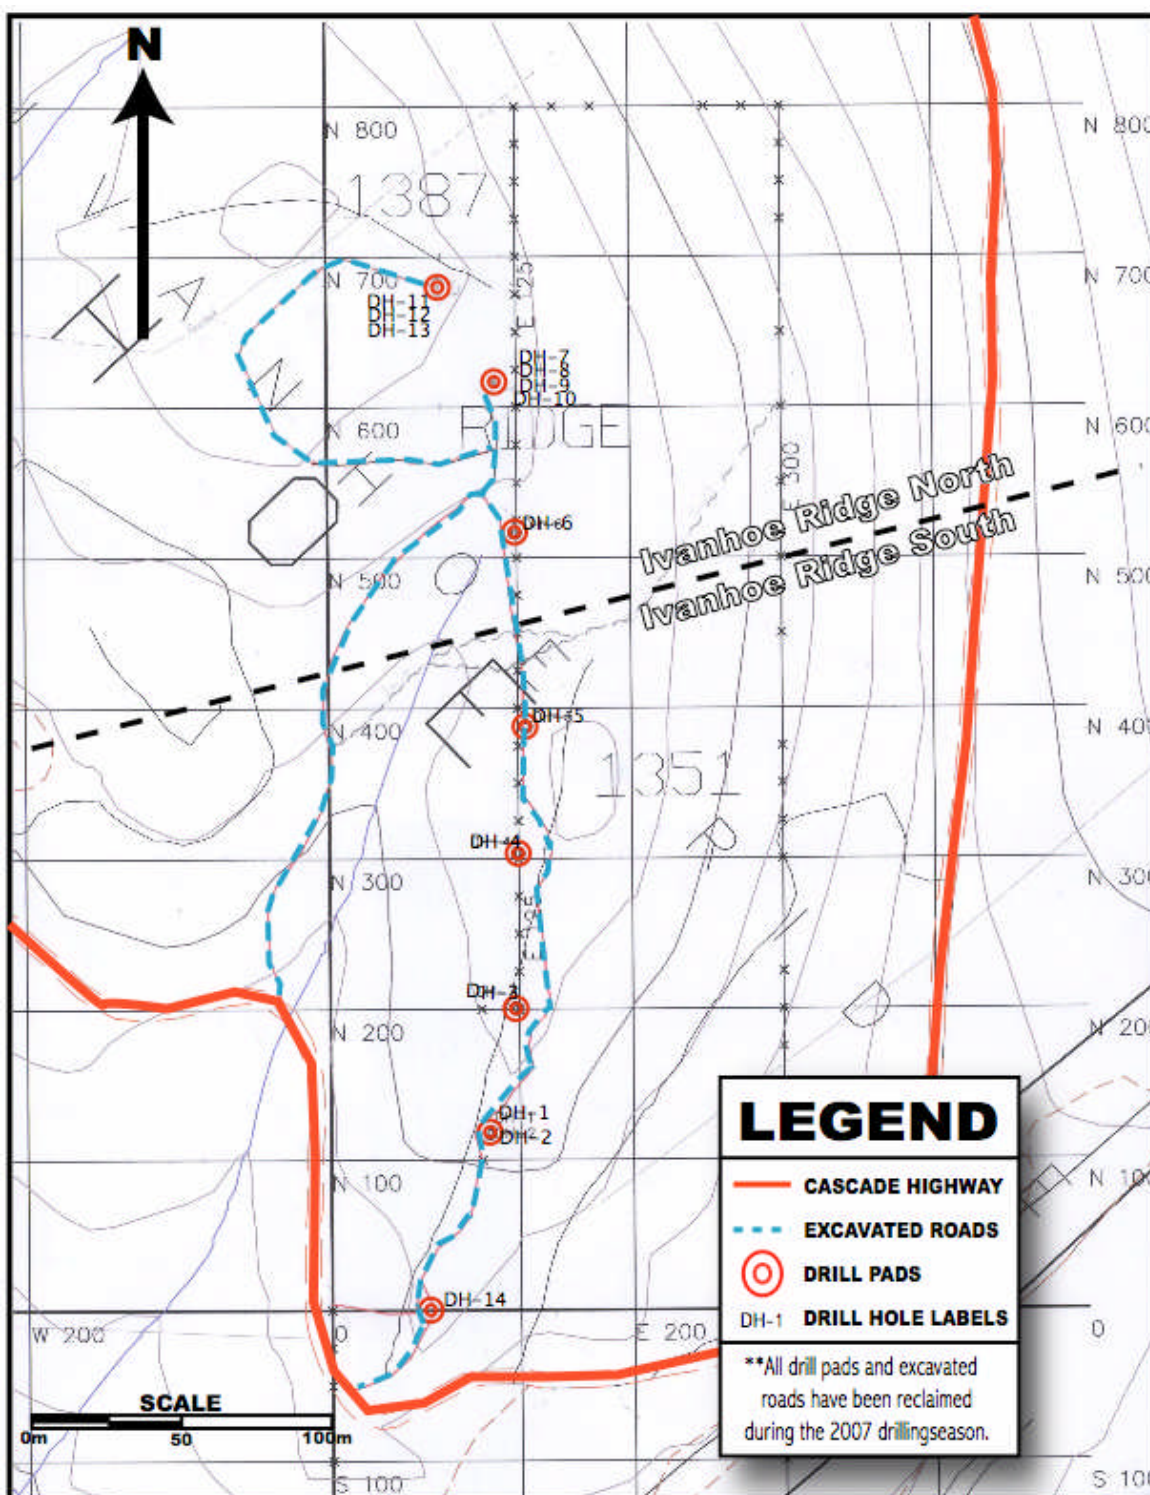 N
N 800
N 800
1387
N 700
N 700
DH-11
DH-12
DH-13
DH-7
DH-8
DH-9
DH-10
RIDGE
N 600
N 600
E 300
Ivanhoe Ridge North
Ivanhoe Ridge South
DH-6
N 500
N 500
DH-5
N 400
N 400
1351
DH-4
N 300
N 300
DH-3
N 200
N 200
DH-1
DH-2
N 100
N 100
DH-14
W 200
0
E 200
0
S 100
S 100
SCALE
0m 50 100m
LEGEND
CASCADE HIGHWAY
EXCAVATED ROADS
DRILL PADS
DH-1 DRILL HOLE LABELS
**All drill pads and excavated
roads have been reclaimed
during the 2007 drillingseason.